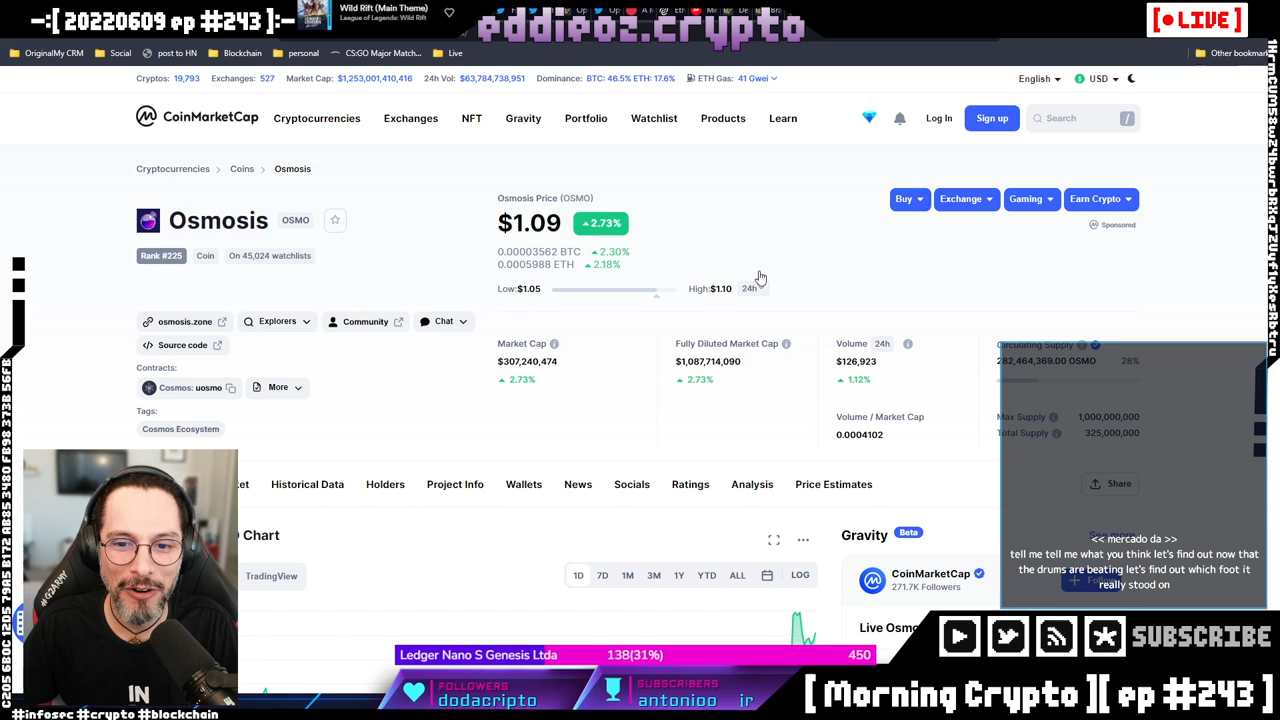 -:[ 20220609 ep #243 ]:-
Wild Rift (Main Theme)
League of Legends: Wild Rift
eddieoz.crypto
[● LIVE]
OriginalMy CRM
Social
post to HN
Blockchain
personal
CS:GO Major Match...
Live
Other bookmar
Cryptos: 19,793 Exchanges: 527 Market Cap: $1,253,001,410,416 24h Vol: $63,784,738,951 Dominance: BTC: 46.5% ETH: 17.6% ETH Gas: 41 Gwei
English
USD
CoinMarketCap
Cryptocurrencies
Exchanges
NFT
Gravity
Portfolio
Watchlist
Products
Learn
Log In
Sign up
Search
/
Cryptocurrencies > Coins > Osmosis
Osmosis
OSMO
Rank #225
Coin
On 45,024 watchlists
Osmosis Price (OSMO)
$1.09
2.73%
0.00003562 BTC 2.30%
0.0005988 ETH 2.18%
Low: $1.05
High: $1.10
24h
Buy
Exchange
Gaming
Earn Crypto
Sponsored
osmosis.zone
Explorers
Community
Chat
Source code
Contracts:
Cosmos: uosmo
More
Tags:
Cosmos Ecosystem
Market Cap
$307,240,474
2.73%
Fully Diluted Market Cap
$1,087,714,090
2.73%
Volume 24h
$126,923
1.12%
Volume / Market Cap
0.0004102
Circulating Supply
282,464,369.00 OSMO
28%
Max Supply 1,000,000,000
Total Supply 325,000,000
Share
See more
et
Historical Data
Holders
Project Info
Wallets
News
Socials
Ratings
Analysis
Price Estimates
Chart
TradingView
1D
7D
1M
3M
1Y
YTD
ALL
LOG
Gravity
Beta
CoinMarketCap
271.7K Followers
+ Follow
Live Osmo
<< mercado da >>
tell me tell me what you think let's find out now that
the drums are beating let's find out which foot it
really stood on
#G2ARMY
IN
Ledger Nano S Genesis Ltda
138(31%)
450
FOLLOWERS
dodacripto
SUBSCRIBERS
antonioo jr
SUBSCRIBE
[ Morning Crypto ][ ep #243 ]
#infosec #crypto #blockchain